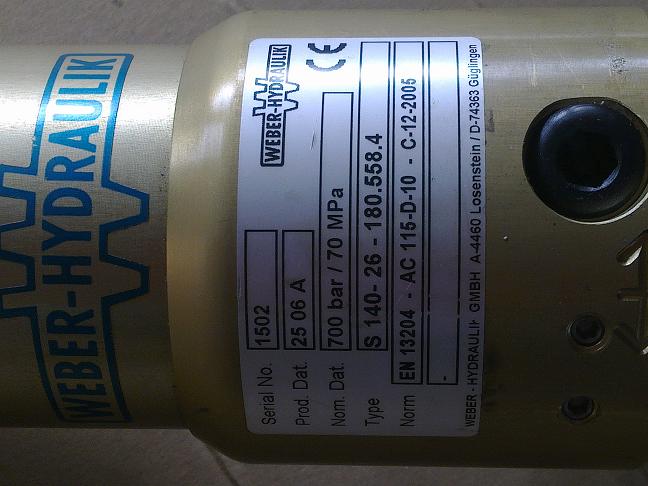 WEBER-HYDRAULIK
WEBER-HYDRAULIK CE
Serial No. 1502
Prod. Dat. 25 06 A
Nom. Dat. 700 bar / 70 MPa
Type S 140- 26 - 180.558.4
Norm EN 13204 - AC 115-D-10 - C-12-2005
-
WEBER - HYDRAULIK GMBH A-4460 Losenstein / D-74363 Güglingen